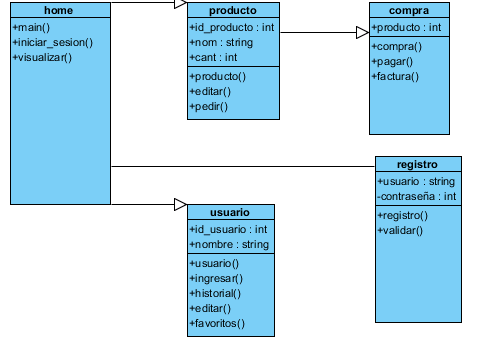 home
+main()
+iniciar_sesion()
+visualizar()
producto
+id_producto : int
+nom : string
+cant : int
+producto()
+editar()
+pedir()
compra
+producto : int
+compra()
+pagar()
+factura()
registro
+usuario : string
-contraseña : int
+registro()
+validar()
usuario
+id_usuario : int
+nombre : string
+usuario()
+ingresar()
+historial()
+editar()
+favoritos()